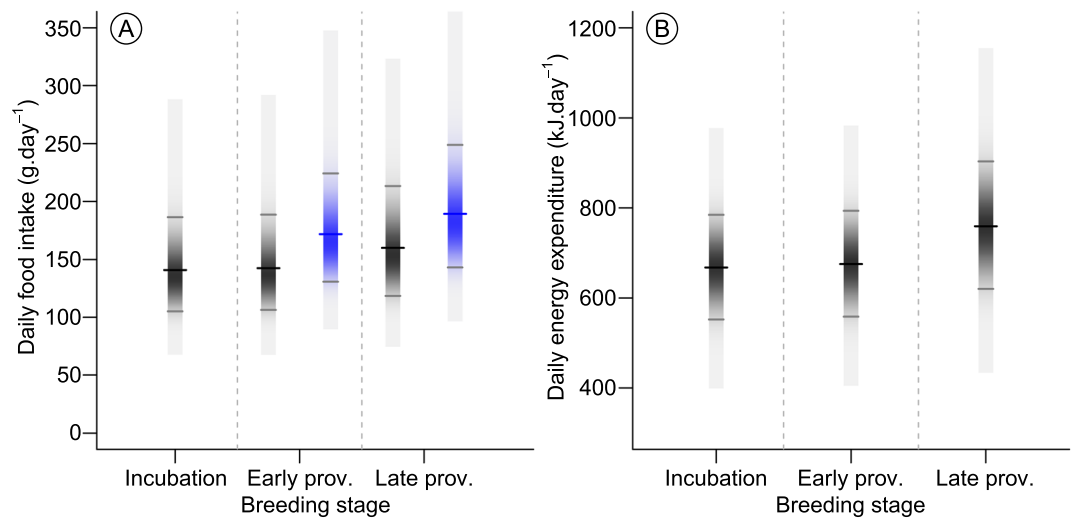 A
Daily food intake (g.day⁻¹)
350
300
250
200
150
100
50
0
Incubation
Early prov.
Late prov.
Breeding stage
B
Daily energy expenditure (kJ.day⁻¹)
1200
1000
800
600
400
Incubation
Early prov.
Late prov.
Breeding stage